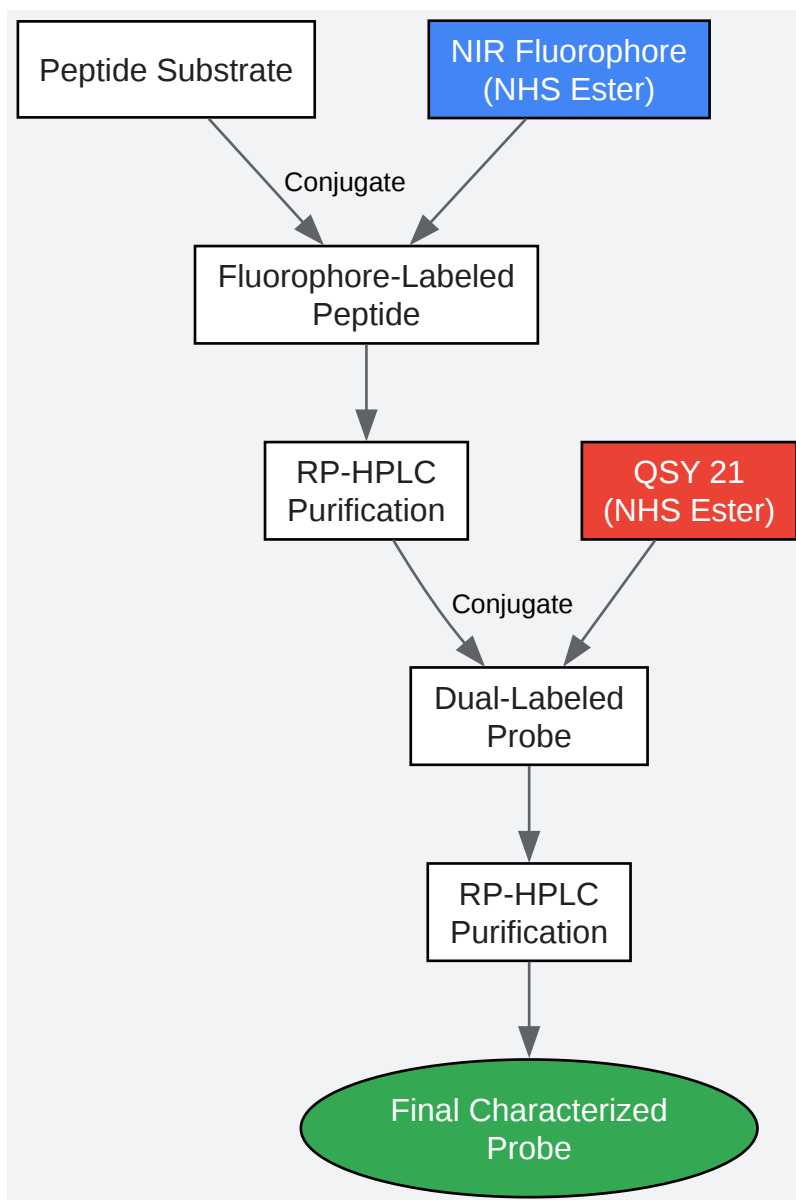 Peptide Substrate
NIR Fluorophore
(NHS Ester)
Conjugate
Fluorophore-Labeled
Peptide
RP-HPLC
Purification
QSY 21
(NHS Ester)
Conjugate
Dual-Labeled
Probe
RP-HPLC
Purification
Final Characterized
Probe